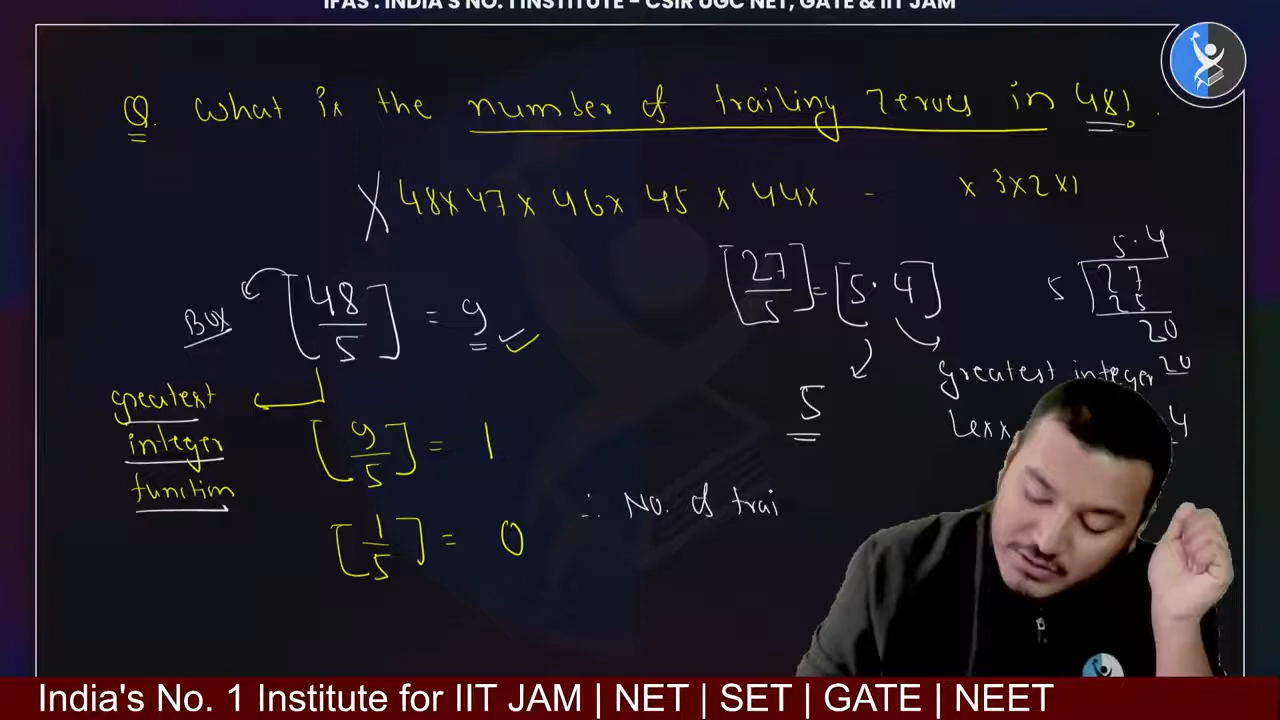 IFAS : INDIA'S NO. 1 INSTITUTE - CSIR UGC NET, GATE & IIT JAM
Q. What is the number of trailing zeroes in 48!.
48 x 47 x 46 x 45 x 44 x - x 3 x 2 x 1
Box [48/5] = 9
[27/5] = [5.4]
5.4
5 27
25
20
20
greatest integer
5
Less
4
greatest
integer
function
[9/5] = 1
[1/5] = 0
∴ No. of trai
India's No. 1 Institute for IIT JAM | NET | SET | GATE | NEET